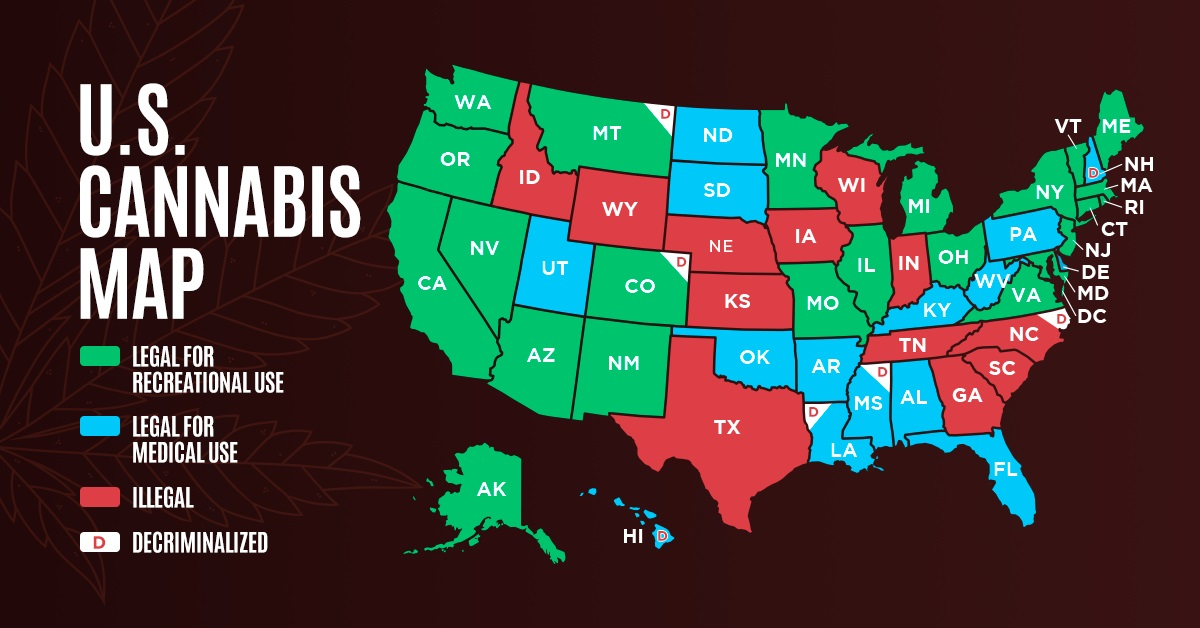 U.S.
CANNABIS
MAP
LEGAL FOR
RECREATIONAL USE
LEGAL FOR
MEDICAL USE
ILLEGAL
D
DECRIMINALIZED
WA
OR
CA
NV
ID
MT
D
WY
UT
CO
D
AZ
NM
ND
SD
NE
KS
OK
TX
MN
IA
MO
AR
LA
D
WI
IL
MI
IN
OH
KY
TN
MS
D
AL
GA
FL
SC
NC
D
VA
WV
PA
NY
VT
ME
NH
D
MA
RI
CT
NJ
DE
MD
DC
AK
HI
D